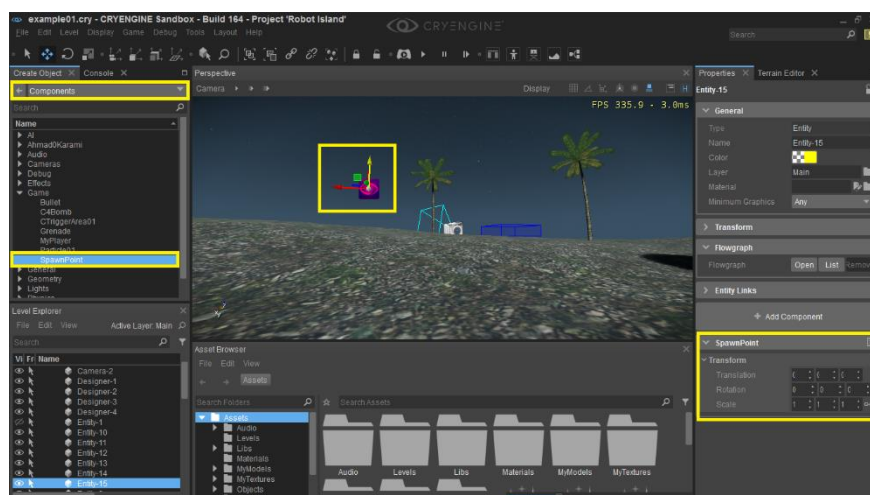 example01.cry - CRYENGINE Sandbox - Build 164 - Project 'Robot Island'
CRYENGINE
File Edit Level Display Game Debug Tools Layout Help
Search
Create Object
Console
Components
Search
Name
AI
Ahmad0Karami
Audio
Cameras
Debug
Effects
Game
Bullet
C4Bomb
CTriggerArea01
Grenade
MyPlayer
Particle01
SpawnPoint
General
Geometry
Lights
Physics
Level Explorer
File Edit View Active Layer: Main
Search
Vi Fr Name
Camera-2
Designer-1
Designer-2
Designer-3
Designer-4
Entity-1
Entity-10
Entity-11
Entity-12
Entity-13
Entity-14
Entity-15
Perspective
Camera
Display
FPS 335.9 - 3.0ms
Asset Browser
File Edit View
Assets
Search Folders
Search Assets
Assets
Audio
Levels
Libs
Materials
MyModels
MyTextures
Objects
Audio Levels Libs Materials MyModels MyTextures
Properties
Terrain Editor
Entity-15
General
Type Entity
Name Entity-15
Color
Layer Main
Material
Minimum Graphics Any
Transform
Flowgraph
Flowgraph Open List Remov
Entity Links
+ Add Component
SpawnPoint
Transform
Translation
Rotation
Scale